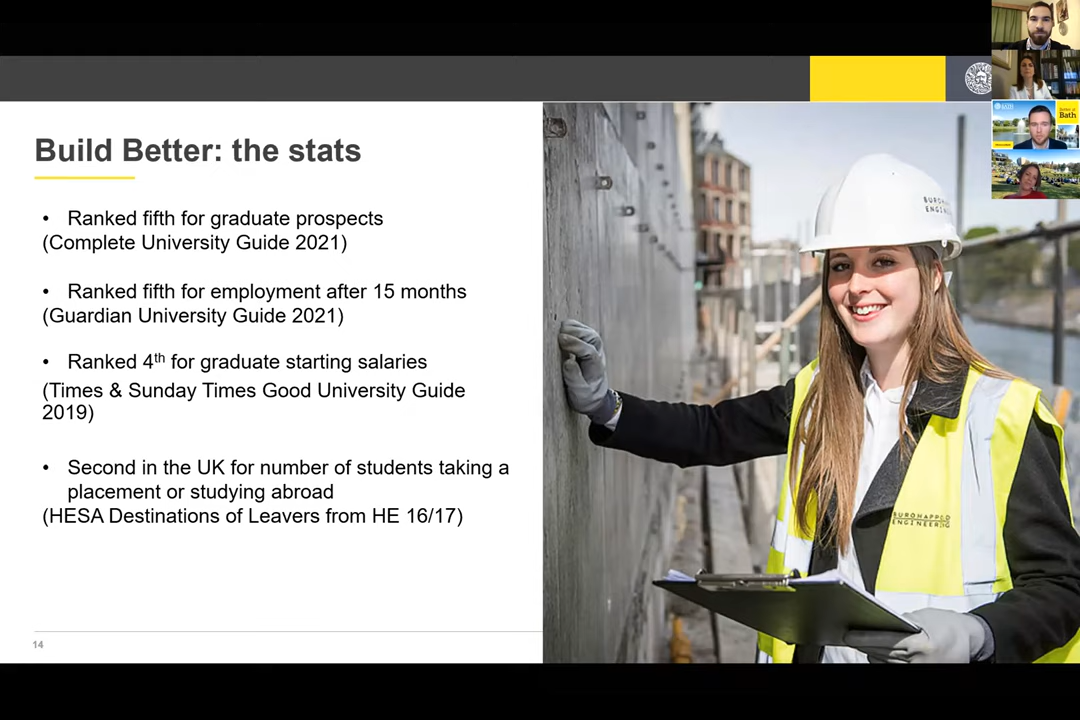 Build Better: the stats
• Ranked fifth for graduate prospects
(Complete University Guide 2021)
• Ranked fifth for employment after 15 months
(Guardian University Guide 2021)
• Ranked 4th for graduate starting salaries
(Times & Sunday Times Good University Guide
2019)
• Second in the UK for number of students taking a
placement or studying abroad
(HESA Destinations of Leavers from HE 16/17)
14
BUROHAPPOLD
ENGINEERING
Bath